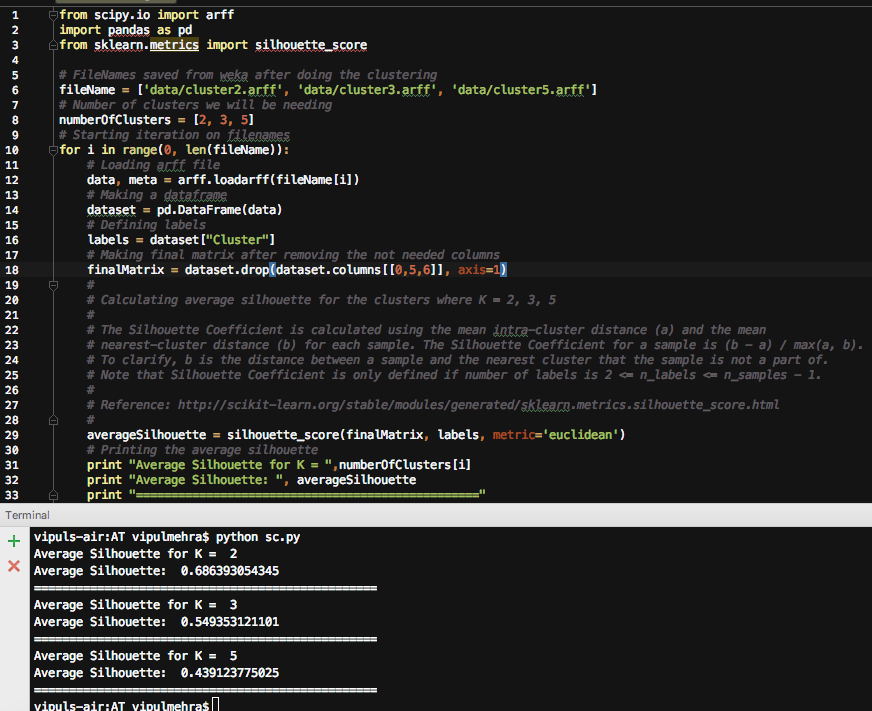 1 from scipy.io import arff
2 import pandas as pd
3 from sklearn.metrics import silhouette_score
4
5 # FileNames saved from weka after doing the clustering
6 fileName = ['data/cluster2.arff', 'data/cluster3.arff', 'data/cluster5.arff']
7 # Number of clusters we will be needing
8 numberOfClusters = [2, 3, 5]
9 # Starting iteration on filenames
10 for i in range(0, len(fileName)):
11 # Loading arff file
12 data, meta = arff.loadarff(fileName[i])
13 # Making a dataframe
14 dataset = pd.DataFrame(data)
15 # Defining labels
16 labels = dataset["Cluster"]
17 # Making final matrix after removing the not needed columns
18 finalMatrix = dataset.drop(dataset.columns[[0,5,6]], axis=1)
19 #
20 # Calculating average silhouette for the clusters where K = 2, 3, 5
21 #
22 # The Silhouette Coefficient is calculated using the mean intra-cluster distance (a) and the mean
23 # nearest-cluster distance (b) for each sample. The Silhouette Coefficient for a sample is (b - a) / max(a, b).
24 # To clarify, b is the distance between a sample and the nearest cluster that the sample is not a part of.
25 # Note that Silhouette Coefficient is only defined if number of labels is 2 <= n_labels <= n_samples - 1.
26 #
27 # Reference: http://scikit-learn.org/stable/modules/generated/sklearn.metrics.silhouette_score.html
28 #
29 averageSilhouette = silhouette_score(finalMatrix, labels, metric='euclidean')
30 # Printing the average silhouette
31 print "Average Silhouette for K = ",numberOfClusters[i]
32 print "Average Silhouette: ", averageSilhouette
33 print "================================================="
Terminal
vipuls-air:AT vipulmehra$ python sc.py
Average Silhouette for K =  2
Average Silhouette:  0.686393054345
=================================================
Average Silhouette for K =  3
Average Silhouette:  0.549353121101
=================================================
Average Silhouette for K =  5
Average Silhouette:  0.439123775025
=================================================
vipuls-air:AT vipulmehra$